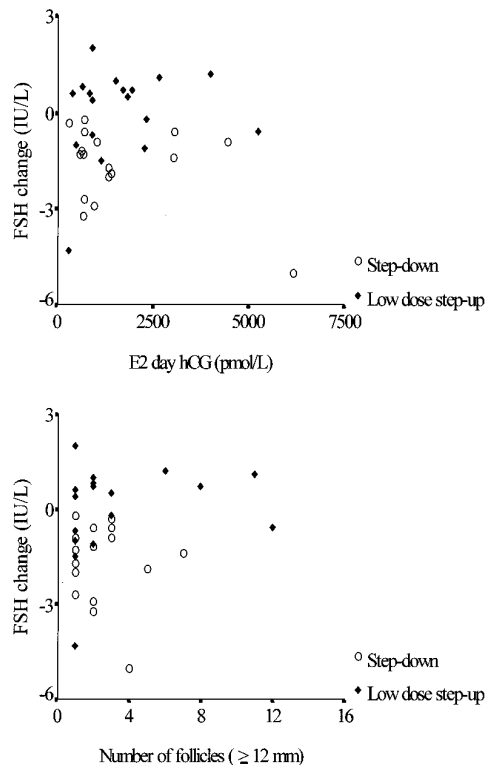 3
0
-3
-6
FSH change (IU/L)
0 2500 5000 7500
E2 day hCG (pmol/L)
Step-down
Low dose step-up
3
0
-3
-6
FSH change (IU/L)
0 4 8 12 16
Number of follicles ( ≥ 12 mm)
Step-down
Low dose step-up